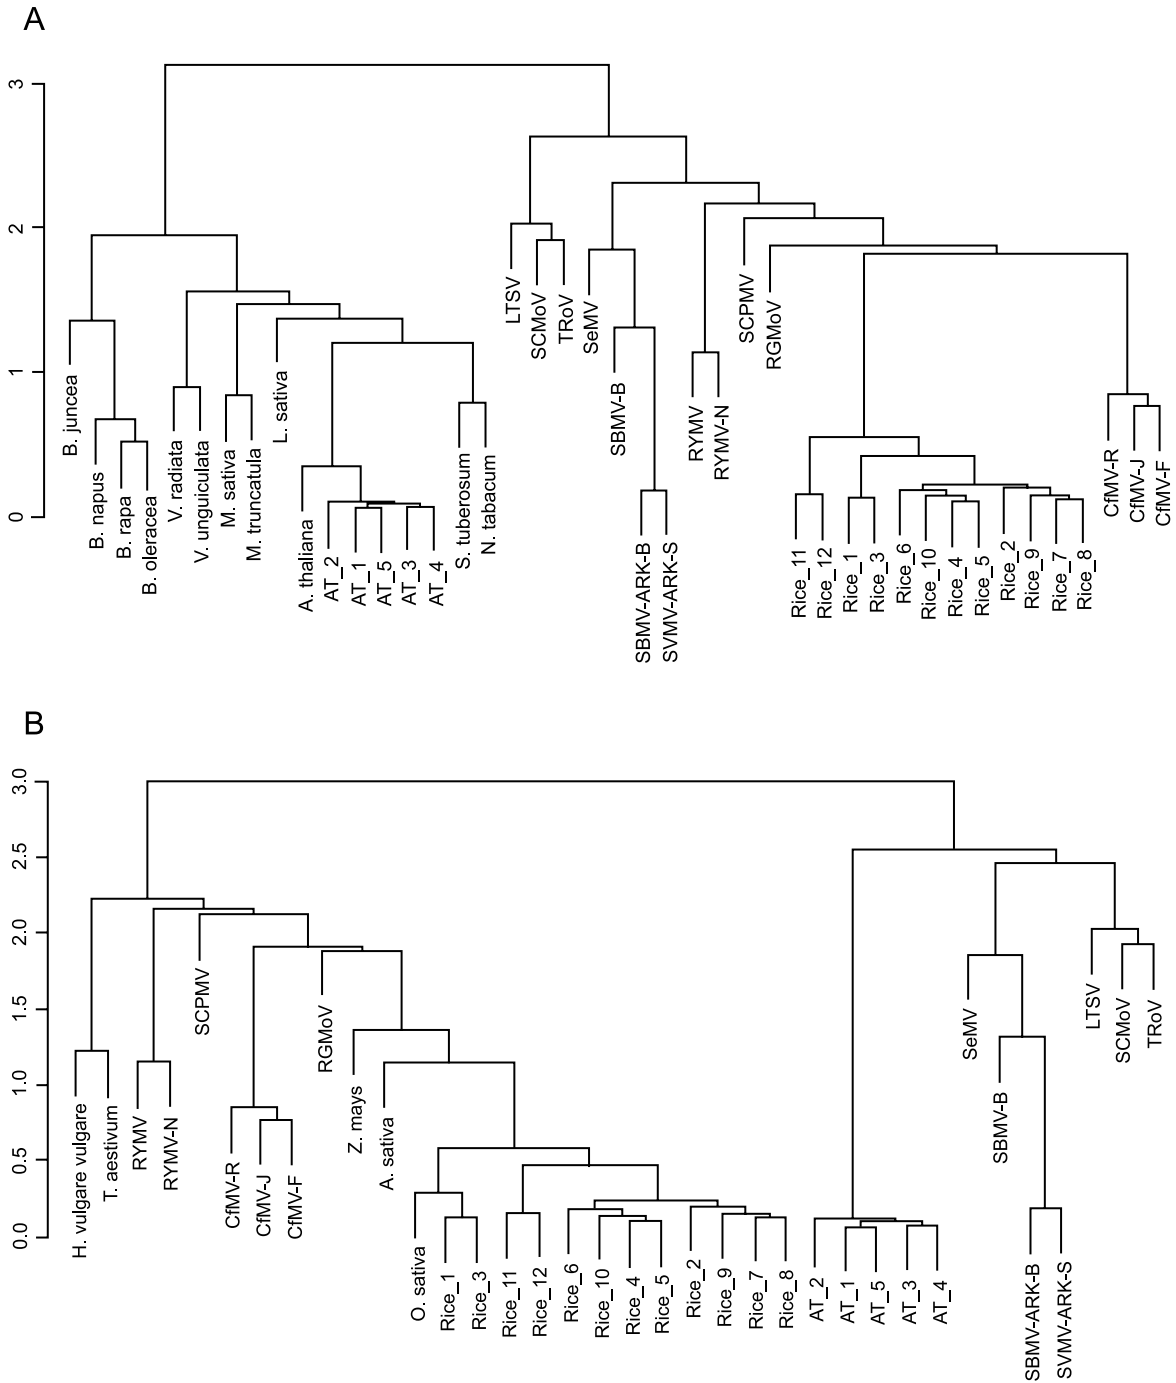 A
3
2
1
0
B. juncea
B. napus
B. rapa
B. oleracea
V. radiata
V. unguiculata
M. sativa
M. truncatula
L. sativa
A. thaliana
AT_2
AT_1
AT_5
AT_3
AT_4
S. tuberosum
N. tabacum
LTSV
SCMoV
TRoV
SeMV
SBMV-B
SBMV-ARK-B
SVMV-ARK-S
RYMV
RYMV-N
SCPMV
RGMoV
Rice_11
Rice_12
Rice_1
Rice_3
Rice_6
Rice_10
Rice_4
Rice_5
Rice_2
Rice_9
Rice_7
Rice_8
CfMV-R
CfMV-J
CfMV-F
B
3.0
2.5
2.0
1.5
1.0
0.5
0.0
H. vulgare vulgare
T. aestivum
RYMV
RYMV-N
SCPMV
CfMV-R
CfMV-J
CfMV-F
RGMoV
Z. mays
A. sativa
O. sativa
Rice_1
Rice_3
Rice_11
Rice_12
Rice_6
Rice_10
Rice_4
Rice_5
Rice_2
Rice_9
Rice_7
Rice_8
AT_2
AT_1
AT_5
AT_3
AT_4
SeMV
SBMV-B
SBMV-ARK-B
SVMV-ARK-S
LTSV
SCMoV
TRoV